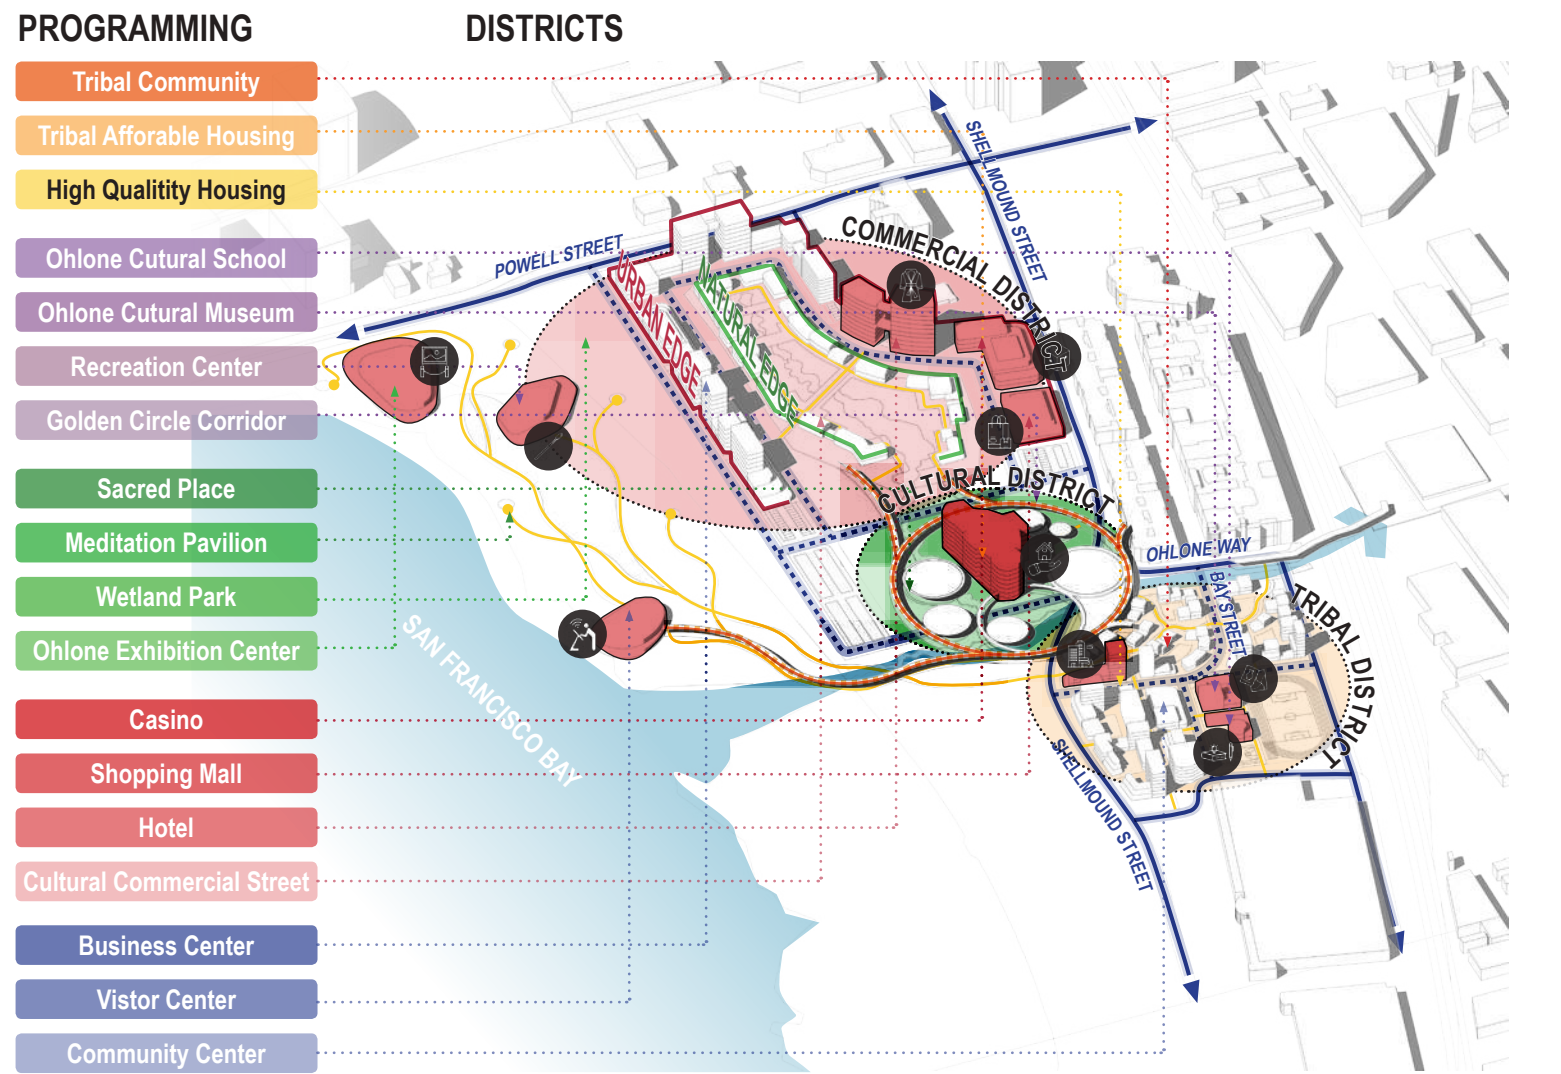 PROGRAMMING
DISTRICTS
Tribal Community
Tribal Afforable Housing
High Qualitity Housing
Ohlone Cutural School
Ohlone Cutural Museum
Recreation Center
Golden Circle Corridor
Sacred Place
Meditation Pavilion
Wetland Park
Ohlone Exhibition Center
Casino
Shopping Mall
Hotel
Cultural Commercial Street
Business Center
Vistor Center
Community Center
POWELL STREET
SHELLMOUND STREET
COMMERCIAL DISTRICT
URBAN EDGE
NATURAL EDGE
CULTURAL DISTRICT
OHLONE WAY
BAY STREET
TRIBAL DISTRICT
SAN FRANCISCO BAY
SHELLMOUND STREET